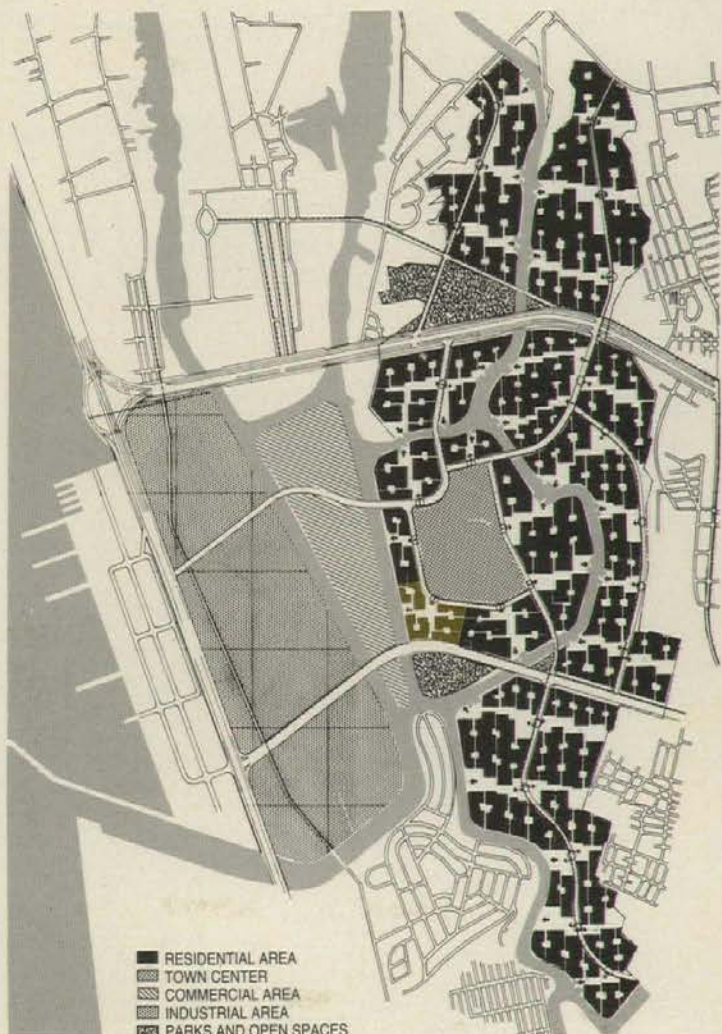 RESIDENTIAL AREA
TOWN CENTER
COMMERCIAL AREA
INDUSTRIAL AREA
PARKS AND OPEN SPACES